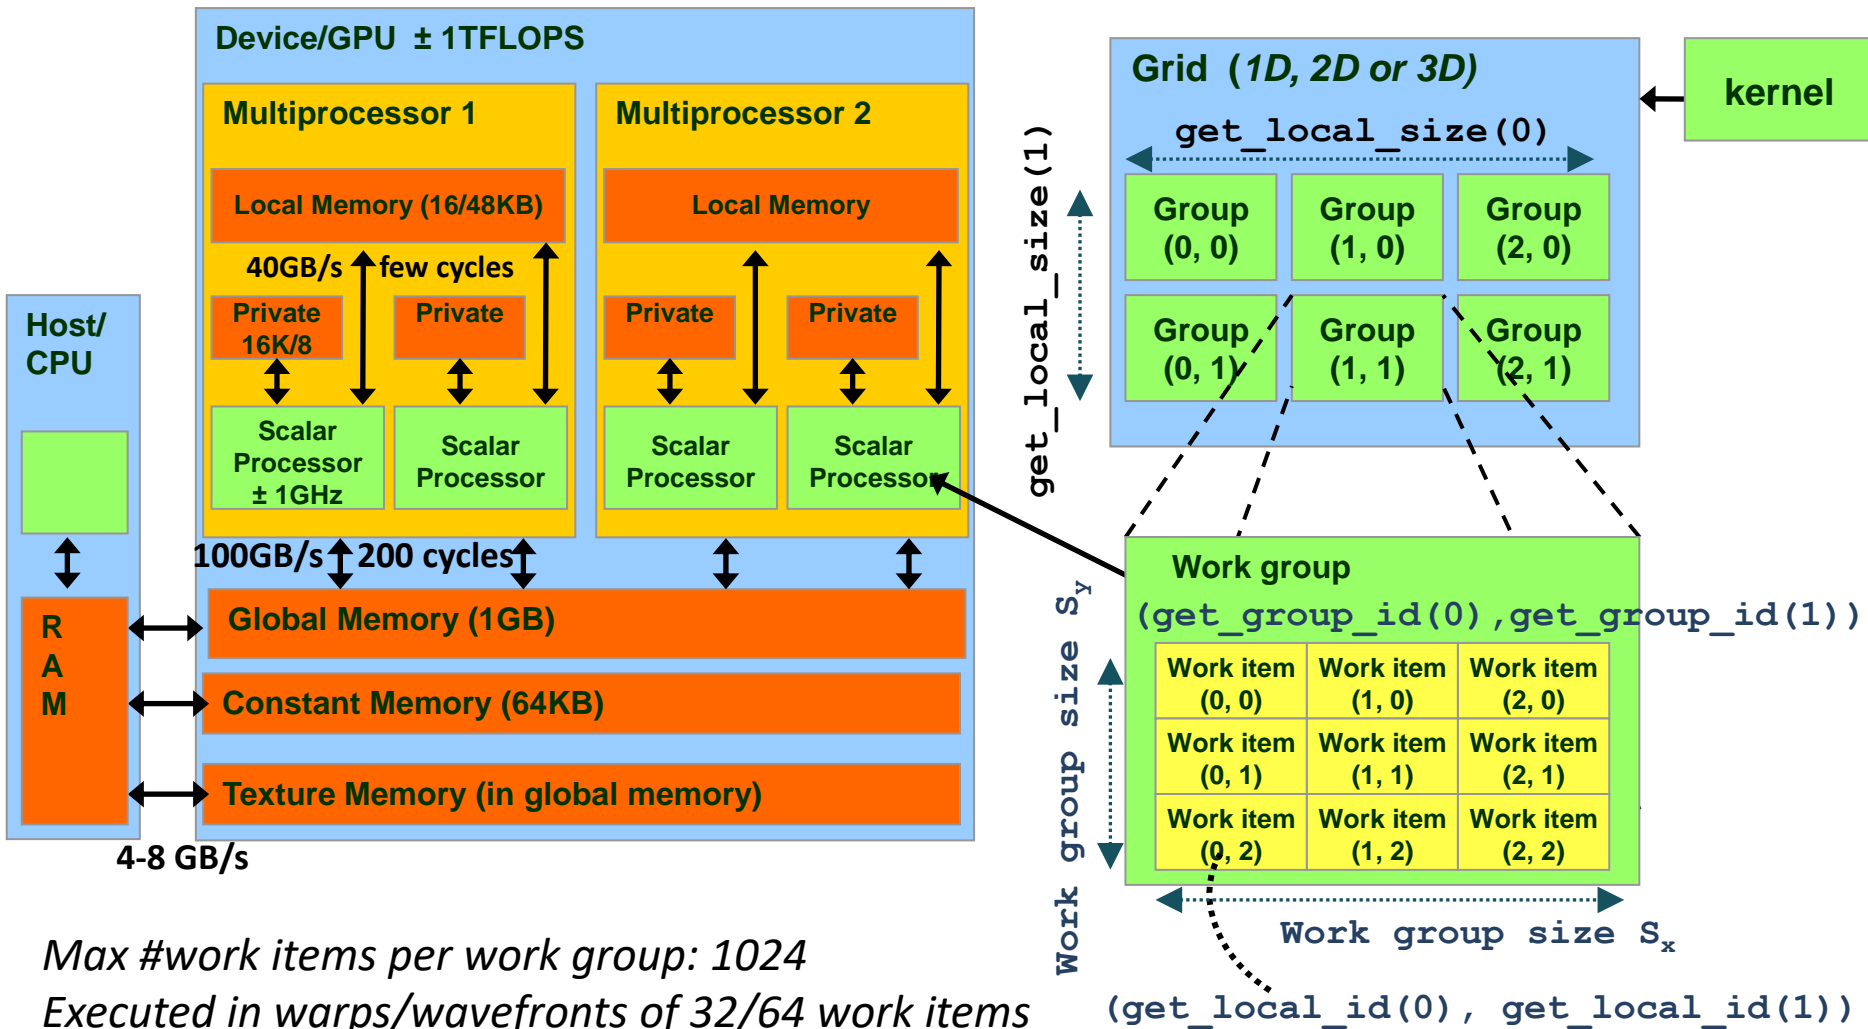 Device/GPU ± 1TFLOPS
Multiprocessor 1
Local Memory (16/48KB)
40GB/s few cycles
Private
16K/8
Private
Scalar
Processor
± 1GHz
Scalar
Processor
Multiprocessor 2
Local Memory
Private
Private
Scalar
Processor
Scalar
Processor
100GB/s 200 cycles
Global Memory (1GB)
Constant Memory (64KB)
Texture Memory (in global memory)
Host/
CPU
R
A
M
4-8 GB/s
Grid (1D, 2D or 3D)
kernel
get_local_size(0)
get_local_size(1)
Group
(0, 0)
Group
(1, 0)
Group
(2, 0)
Group
(0, 1)
Group
(1, 1)
Group
(2, 1)
Work group
(get_group_id(0),get_group_id(1))
Work group size Sy
Work item
(0, 0)
Work item
(1, 0)
Work item
(2, 0)
Work item
(0, 1)
Work item
(1, 1)
Work item
(2, 1)
Work item
(0, 2)
Work item
(1, 2)
Work item
(2, 2)
Work group size Sx
(get_local_id(0), get_local_id(1))
Max #work items per work group: 1024
Executed in warps/wavefronts of 32/64 work items